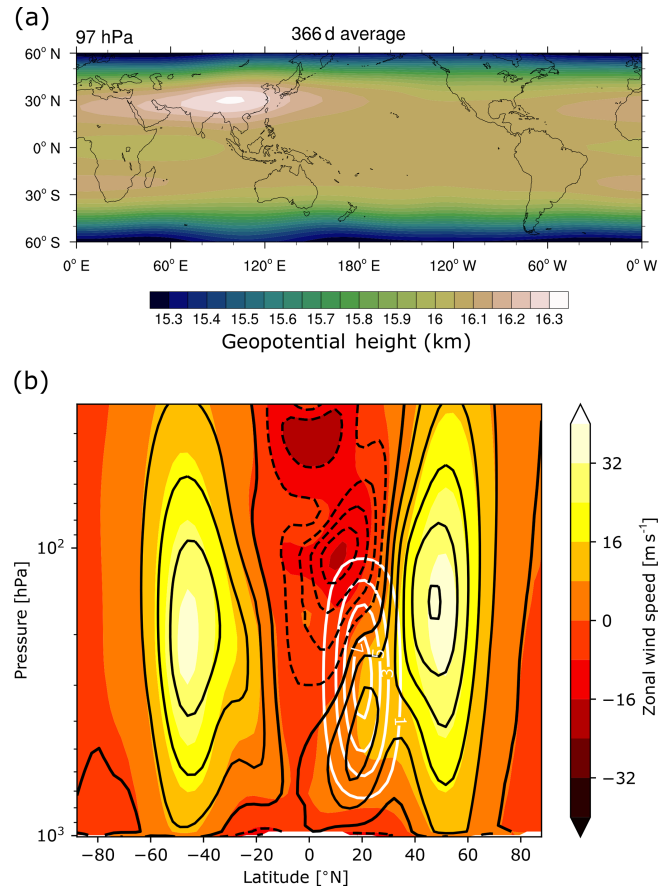 (a)
97 hPa 366 d average
60° N
30° N
0° N
30° S
60° S
0° E 60° E 120° E 180° E 120° W 60° W 0° W
15.3 15.4 15.5 15.6 15.7 15.8 15.9 16 16.1 16.2 16.3
Geopotential height (km)
(b)
Pressure [hPa]
10²
10³
3
1
−80 −60 −40 −20 0 20 40 60 80
Latitude [°N]
32
16
0
−16
−32
Zonal wind speed [m s⁻¹]